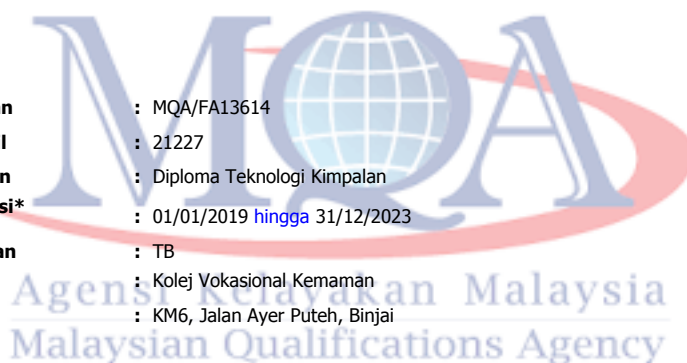 MQA
an : MQA/FA13614
l : 21227
n : Diploma Teknologi Kimpalan
si* : 01/01/2019 hingga 31/12/2023
an : TB
: Kolej Vokasional Kemaman
: KM6, Jalan Ayer Puteh, Binjai
Agensi Kelayakan Malaysia
Malaysian Qualifications Agency